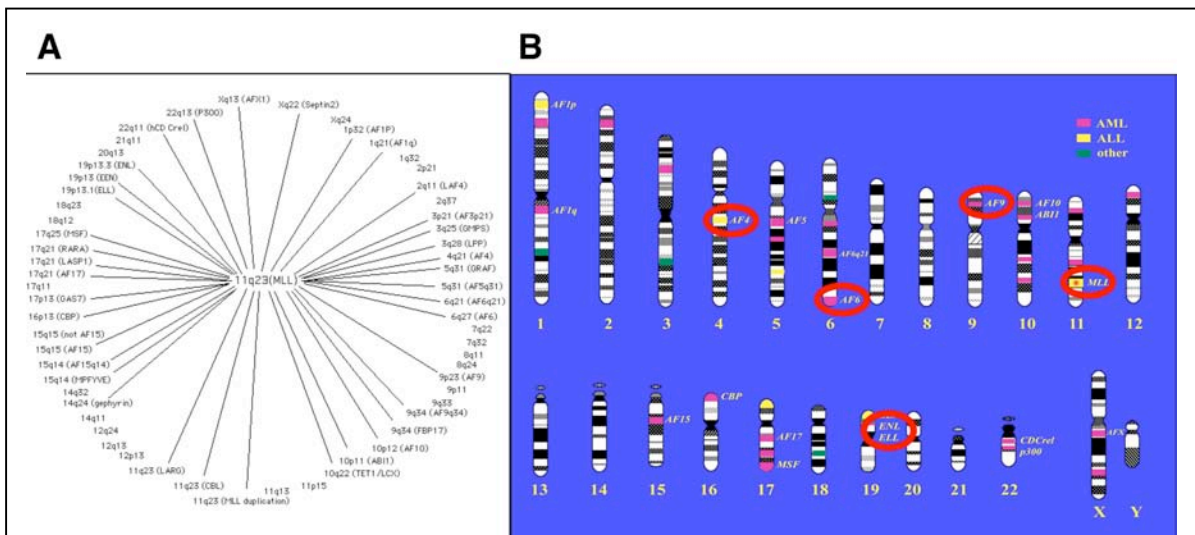 A
Xq13 (AFX1)
Xq22 (Septin2)
22q13 (P300)
Xq24
22q11 (hCD Crel)
1p32 (AF1P)
21q11
1q21(AF1q)
20q13
1q32
19p13.3 (ENL)
2p21
19p13 (EEN)
2q11 (LAF4)
19p13.1(ELL)
2q37
18q23
3p21 (AF3p21)
18q12
3q25 (GMPS)
17q25 (MSF)
3q28 (LPP)
17q21 (RARA)
4q21 (AF4)
17q21 (LASP1)
5q31 (GRAF)
17q21 (AF17)
11q23(MLL)
5q31 (AF5q31)
17q11
6q21 (AF6q21)
17p13 (GAS7)
6q27 (AF6)
16p13 (CBP)
7q22
15q15 (not AF15)
7q32
15q15 (AF15)
8q11
15q14 (AF15q14)
8q24
15q14 (MPFYVE)
9p23 (AF9)
14q32
9p11
14q24 (gephyrin)
9q33
14q11
9q34 (AF9q34)
12q24
9q34 (FBP17)
12q13
10p12 (AF10)
12p13
10p11 (ABI1)
11q23 (LARG)
10q22 (TET1/LCX)
11q23 (CBL)
11p15
11q13
11q23 (MLL duplication)
B
AML
ALL
other
AF1p
AF9
AF10
ABI1
AF1q
AF4
AF5
AF6q21
MLL
AF6
1 2 3 4 5 6 7 8 9 10 11 12
CBP
ENL
ELL
AF15
AF17
CDCrel
p300
AFX
MSF
13 14 15 16 17 18 19 20 21 22 X Y